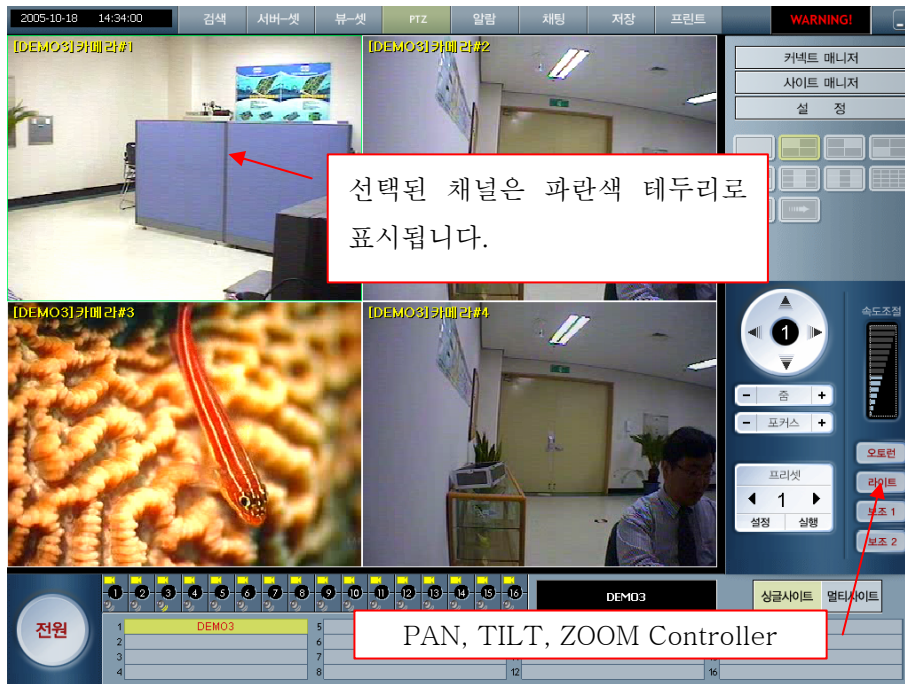 2005-10-18 14:34:00 검색 서버-셋 뷰-셋 PTZ 알람 채팅 저장 프린트 WARNING!
[DEMO3]카메라#1
[DEMO3]카메라#2
커넥트 매니저
사이트 매니저
설 정
선택된 채널은 파란색 테두리로
표시됩니다.
[DEMO3]카메라#3
[DEMO3]카메라#4
속도조절
1
- 줌 +
- 포커스 +
프리셋
1
설정 실행
오토런
라이트
보조 1
보조 2
1 2 3 4 5 6 7 8 9 10 11 12 13 14 15 16
DEMO3
싱글사이트 멀티사이트
전원
1 DEMO3
2
3
4
5
6
7
8
12
16
PAN, TILT, ZOOM Controller